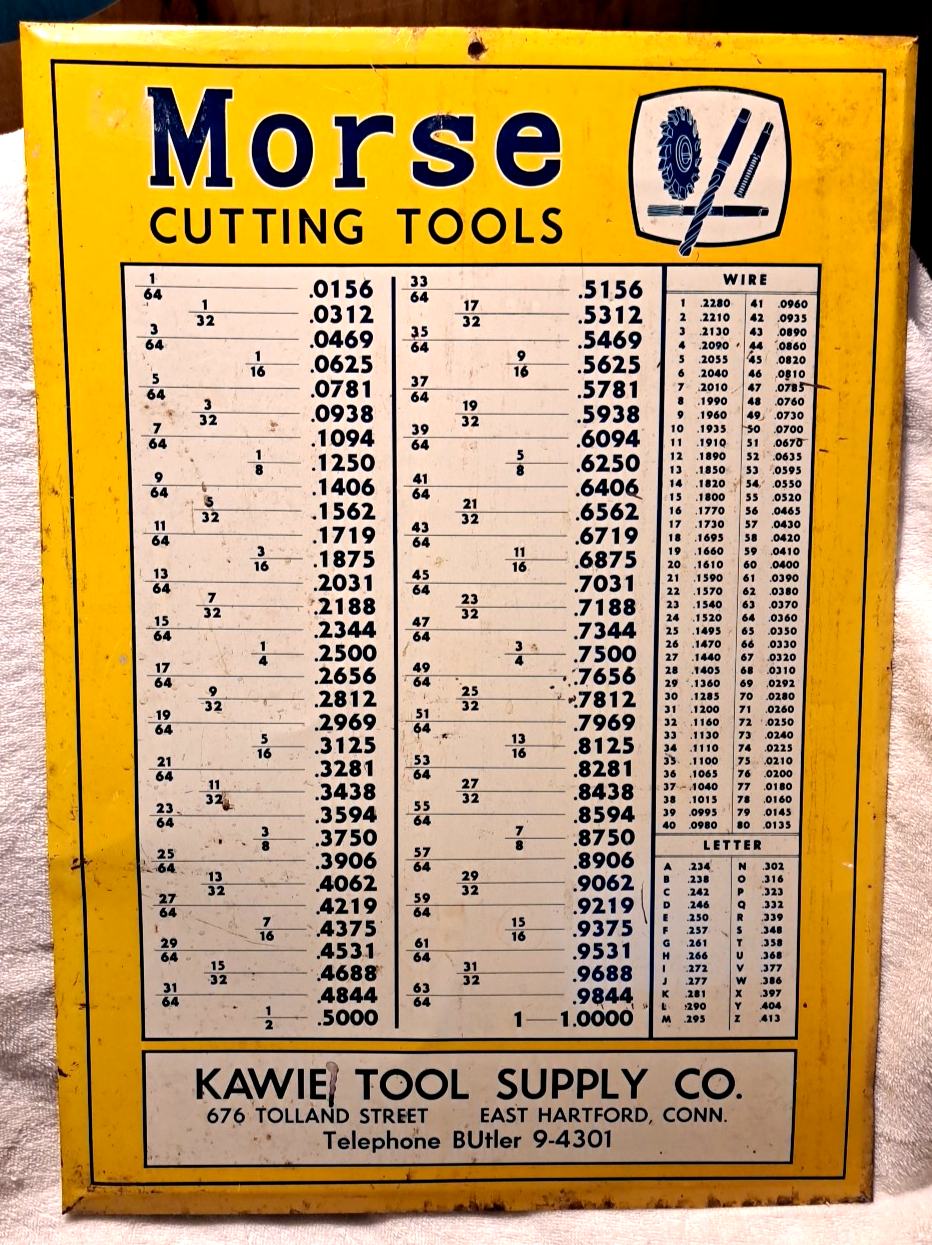 Morse
CUTTING TOOLS
1/64 .0156
1/32 .0312
3/64 .0469
1/16 .0625
5/64 .0781
3/32 .0938
7/64 .1094
1/8 .1250
9/64 .1406
5/32 .1562
11/64 .1719
3/16 .1875
13/64 .2031
7/32 .2188
15/64 .2344
1/4 .2500
17/64 .2656
9/32 .2812
19/64 .2969
5/16 .3125
21/64 .3281
11/32 .3438
23/64 .3594
3/8 .3750
25/64 .3906
13/32 .4062
27/64 .4219
7/16 .4375
29/64 .4531
15/32 .4688
31/64 .4844
1/2 .5000
33/64 .5156
17/32 .5312
35/64 .5469
9/16 .5625
37/64 .5781
19/32 .5938
39/64 .6094
5/8 .6250
41/64 .6406
21/32 .6562
43/64 .6719
11/16 .6875
45/64 .7031
23/32 .7188
47/64 .7344
3/4 .7500
49/64 .7656
25/32 .7812
51/64 .7969
13/16 .8125
53/64 .8281
27/32 .8438
55/64 .8594
7/8 .8750
57/64 .8906
29/32 .9062
59/64 .9219
15/16 .9375
61/64 .9531
31/32 .9688
63/64 .9844
1 1.0000
WIRE
1 .2280 41 .0960
2 .2210 42 .0935
3 .2130 43 .0890
4 .2090 44 .0860
5 .2055 45 .0820
6 .2040 46 .0810
7 .2010 47 .0785
8 .1990 48 .0760
9 .1960 49 .0730
10 .1935 50 .0700
11 .1910 51 .0670
12 .1890 52 .0635
13 .1850 53 .0595
14 .1820 54 .0550
15 .1800 55 .0520
16 .1770 56 .0465
17 .1730 57 .0430
18 .1695 58 .0420
19 .1660 59 .0410
20 .1610 60 .0400
21 .1590 61 .0390
22 .1570 62 .0380
23 .1540 63 .0370
24 .1520 64 .0360
25 .1495 65 .0350
26 .1470 66 .0330
27 .1440 67 .0320
28 .1405 68 .0310
29 .1360 69 .0292
30 .1285 70 .0280
31 .1200 71 .0260
32 .1160 72 .0250
33 .1130 73 .0240
34 .1110 74 .0225
35 .1100 75 .0210
36 .1065 76 .0200
37 .1040 77 .0180
38 .1015 78 .0160
39 .0995 79 .0145
40 .0980 80 .0135
LETTER
A .234 N .302
B .238 O .316
C .242 P .323
D .246 Q .332
E .250 R .339
F .257 S .348
G .261 T .358
H .266 U .368
I .272 V .377
J .277 W .386
K .281 X .397
L .290 Y .404
M .295 Z .413
KAWIE TOOL SUPPLY CO.
676 TOLLAND STREET EAST HARTFORD, CONN.
Telephone BUtler 9-4301